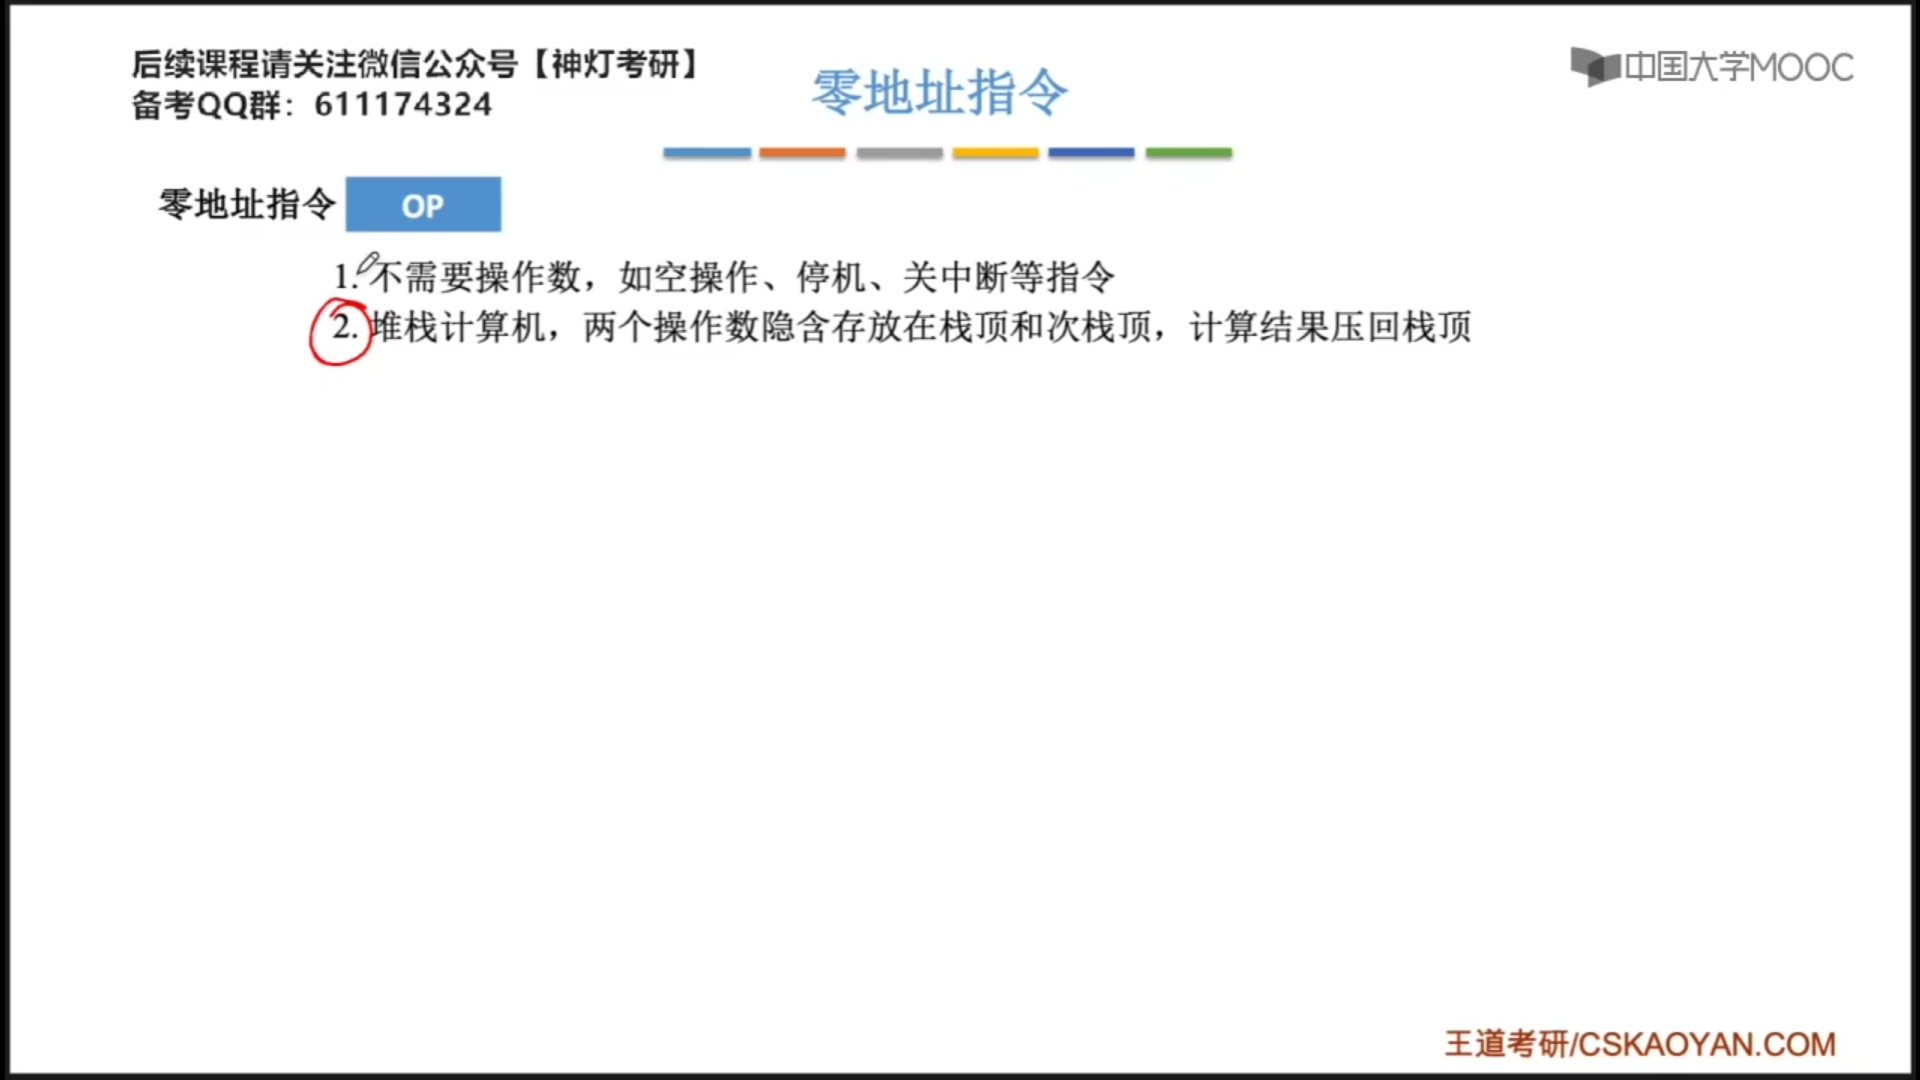 后续课程请关注微信公众号【神灯考研】
备考QQ群：611174324
零地址指令
中国大学MOOC
零地址指令 OP
1. 不需要操作数，如空操作、停机、关中断等指令
2. 堆栈计算机，两个操作数隐含存放在栈顶和次栈顶，计算结果压回栈顶
王道考研/CSKAOYAN.COM